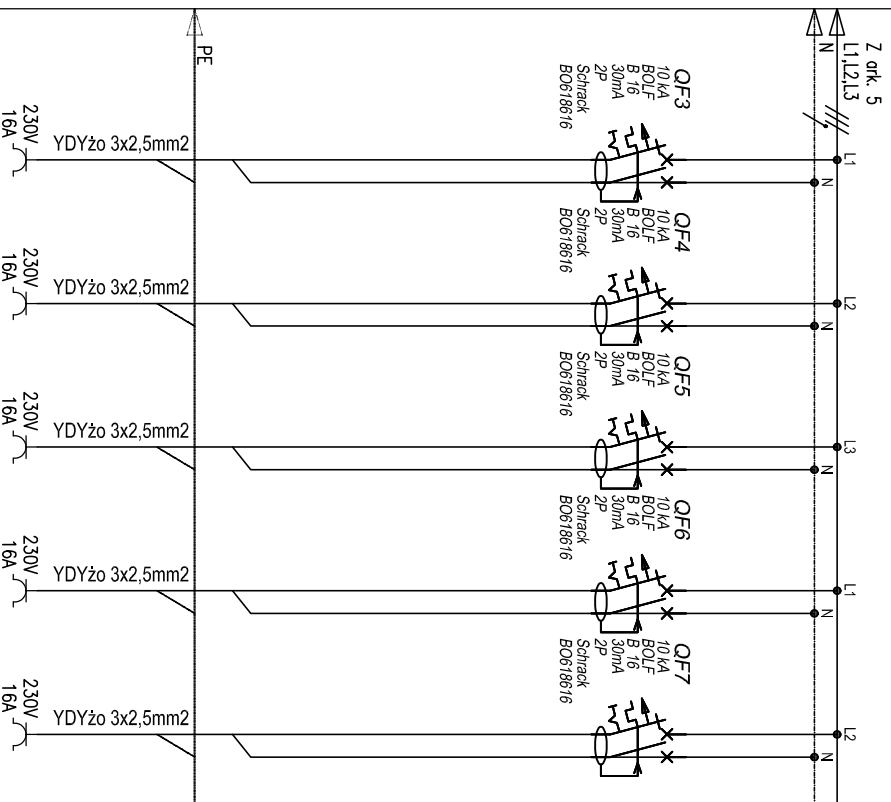 Z ark. 5
L1,L2,L3
N
PE
L1
N
QF3
10 kA
BOLF
B 16
30mA
2P
Schrack
BO618616
YDYżo 3x2,5mm2
230V
16A
L2
N
QF4
10 kA
BOLF
B 16
30mA
2P
Schrack
BO618616
YDYżo 3x2,5mm2
230V
16A
L3
N
QF5
10 kA
BOLF
B 16
30mA
2P
Schrack
BO618616
YDYżo 3x2,5mm2
230V
16A
L1
N
QF6
10 kA
BOLF
B 16
30mA
2P
Schrack
BO618616
YDYżo 3x2,5mm2
230V
16A
L2
N
QF7
10 kA
BOLF
B 16
30mA
2P
Schrack
BO618616
YDYżo 3x2,5mm2
230V
16A